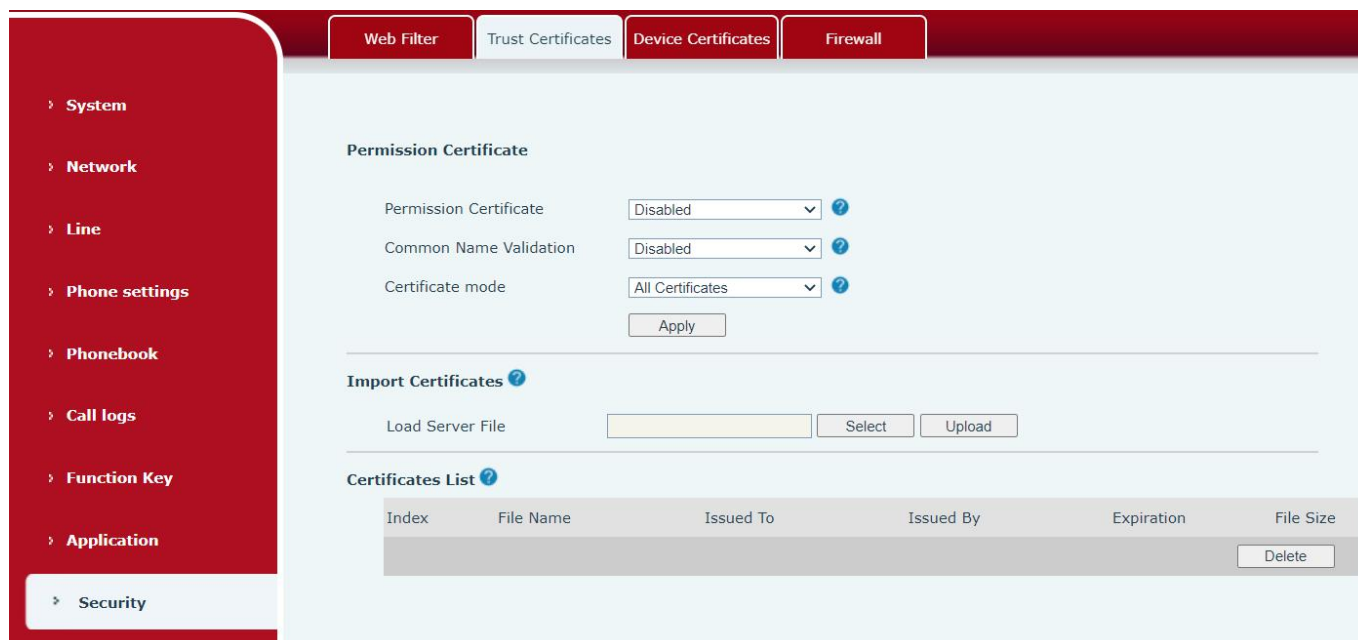 Web Filter Trust Certificates Device Certificates Firewall
System
Network
Line
Phone settings
Phonebook
Call logs
Function Key
Application
Security
Permission Certificate
Permission Certificate Disabled ?
Common Name Validation Disabled ?
Certificate mode All Certificates ?
Apply
Import Certificates ?
Load Server File Select Upload
Certificates List ?
Index File Name Issued To Issued By Expiration File Size
Delete